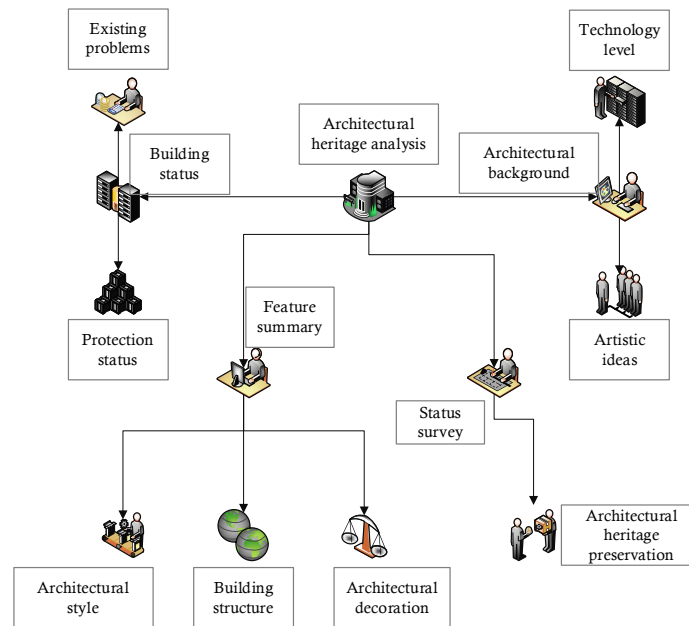 Existing
problems
Technology
level
Architectural
heritage analysis
Building
status
Architectural
background
Protection
status
Feature
summary
Artistic
ideas
Status
survey
Architectural
heritage
preservation
Architectural
style
Building
structure
Architectural
decoration